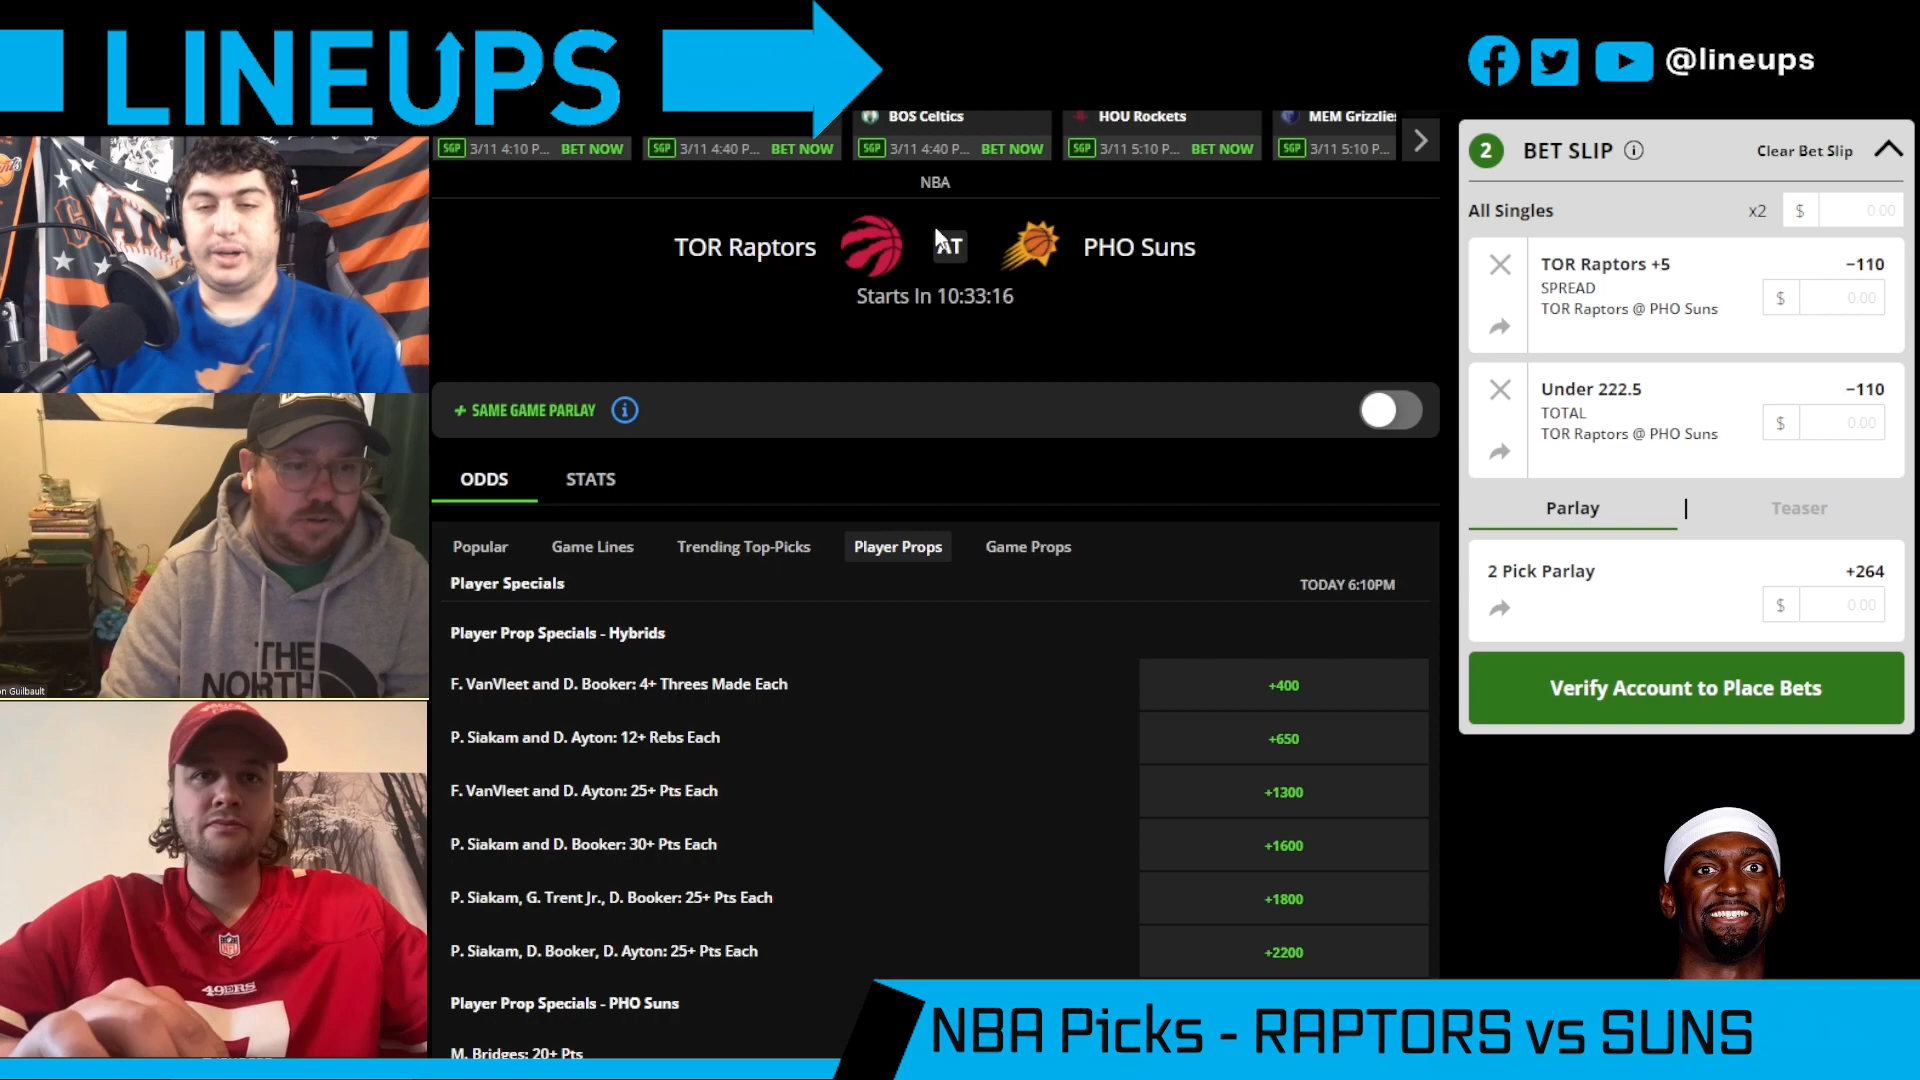 LINEUPS
@lineups
BOS Celtics
HOU Rockets
MEM Grizzlie
SGP 3/11 4:10 P... BET NOW
SGP 3/11 4:40 P... BET NOW
SGP 3/11 4:40 P... BET NOW
SGP 3/11 5:10 P... BET NOW
SGP 3/11 5:10 P...
NBA
TOR Raptors AT PHO Suns
Starts In 10:33:16
+ SAME GAME PARLAY
ODDS STATS
Popular Game Lines Trending Top-Picks Player Props Game Props
Player Specials TODAY 6:10PM
Player Prop Specials - Hybrids
F. VanVleet and D. Booker: 4+ Threes Made Each +400
P. Siakam and D. Ayton: 12+ Rebs Each +650
F. VanVleet and D. Ayton: 25+ Pts Each +1300
P. Siakam and D. Booker: 30+ Pts Each +1600
P. Siakam, G. Trent Jr., D. Booker: 25+ Pts Each +1800
P. Siakam, D. Booker, D. Ayton: 25+ Pts Each +2200
Player Prop Specials - PHO Suns
M. Bridges: 20+ Pts
2 BET SLIP Clear Bet Slip
All Singles x2 $ 0.00
TOR Raptors +5 −110
SPREAD
TOR Raptors @ PHO Suns $ 0.00
Under 222.5 −110
TOTAL
TOR Raptors @ PHO Suns $ 0.00
Parlay Teaser
2 Pick Parlay +264
$ 0.00
Verify Account to Place Bets
GIAN
THE
NORTH
on Guilbault
NFL
49ERS
NBA Picks - RAPTORS vs SUNS